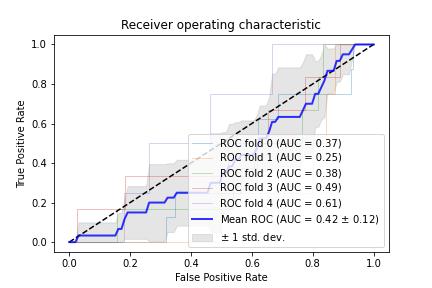 Receiver operating characteristic
True Positive Rate
1.0
0.8
0.6
0.4
0.2
0.0
ROC fold 0 (AUC = 0.37)
ROC fold 1 (AUC = 0.25)
ROC fold 2 (AUC = 0.38)
ROC fold 3 (AUC = 0.49)
ROC fold 4 (AUC = 0.61)
Mean ROC (AUC = 0.42 ± 0.12)
± 1 std. dev.
0.0 0.2 0.4 0.6 0.8 1.0
False Positive Rate